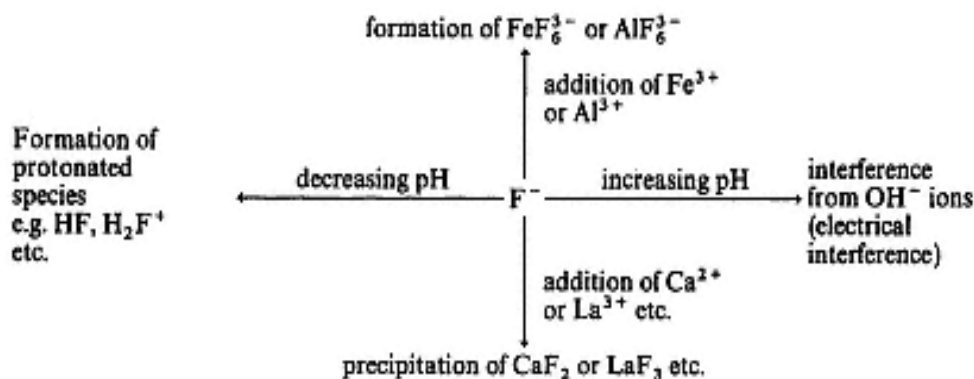 formation of FeF₆³⁻ or AlF₆³⁻
addition of Fe³⁺
or Al³⁺
Formation of
protonated
species
e.g. HF, H₂F⁺
etc.
decreasing pH
F⁻
increasing pH
interference
from OH⁻ ions
(electrical
interference)
addition of Ca²⁺
or La³⁺ etc.
precipitation of CaF₂ or LaF₃ etc.